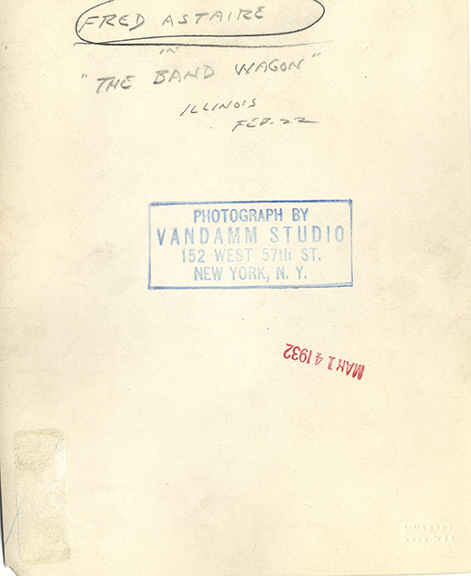 FRED ASTAIRE
IN
"THE BAND WAGON"
ILLINOIS
FEB-22
PHOTOGRAPH BY
VANDAMM STUDIO
152 WEST 57th ST.
NEW YORK, N. Y.
MAR 14 1932